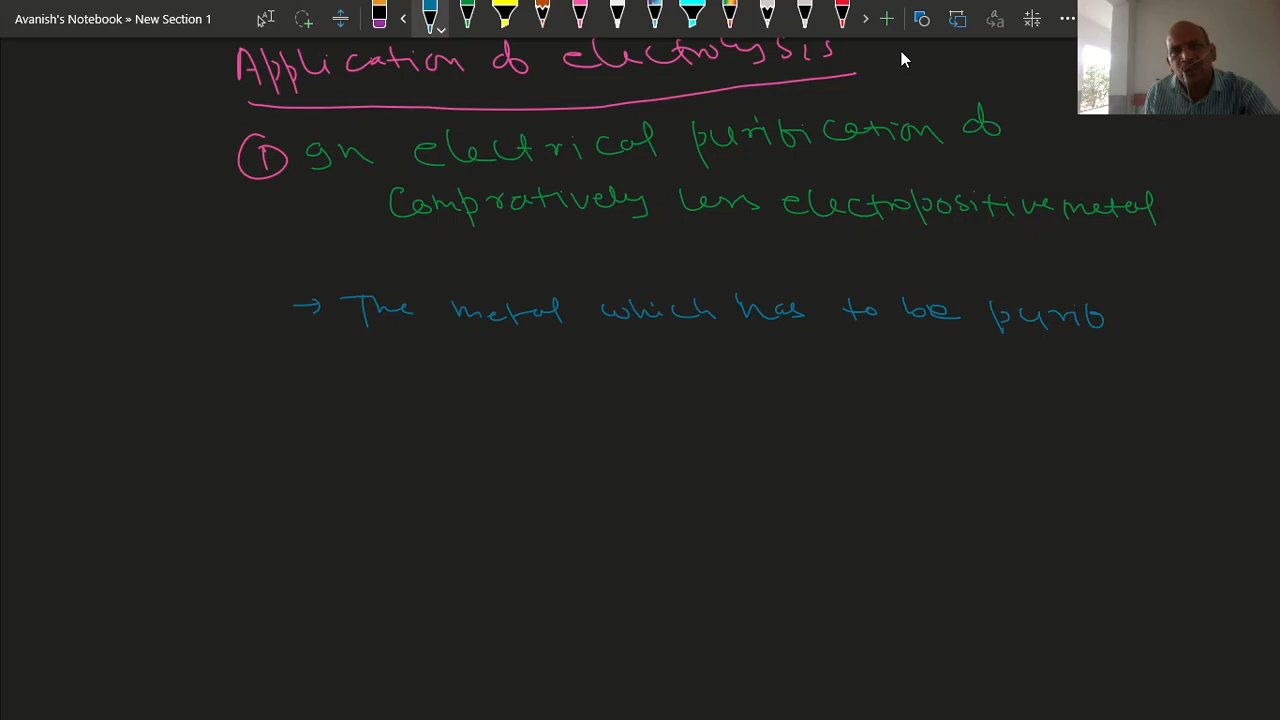 Avanish's Notebook » New Section 1
Application of electrolysis
① In electrical purification of
Compratively less electropositive metal
→ The metal which has to be purif